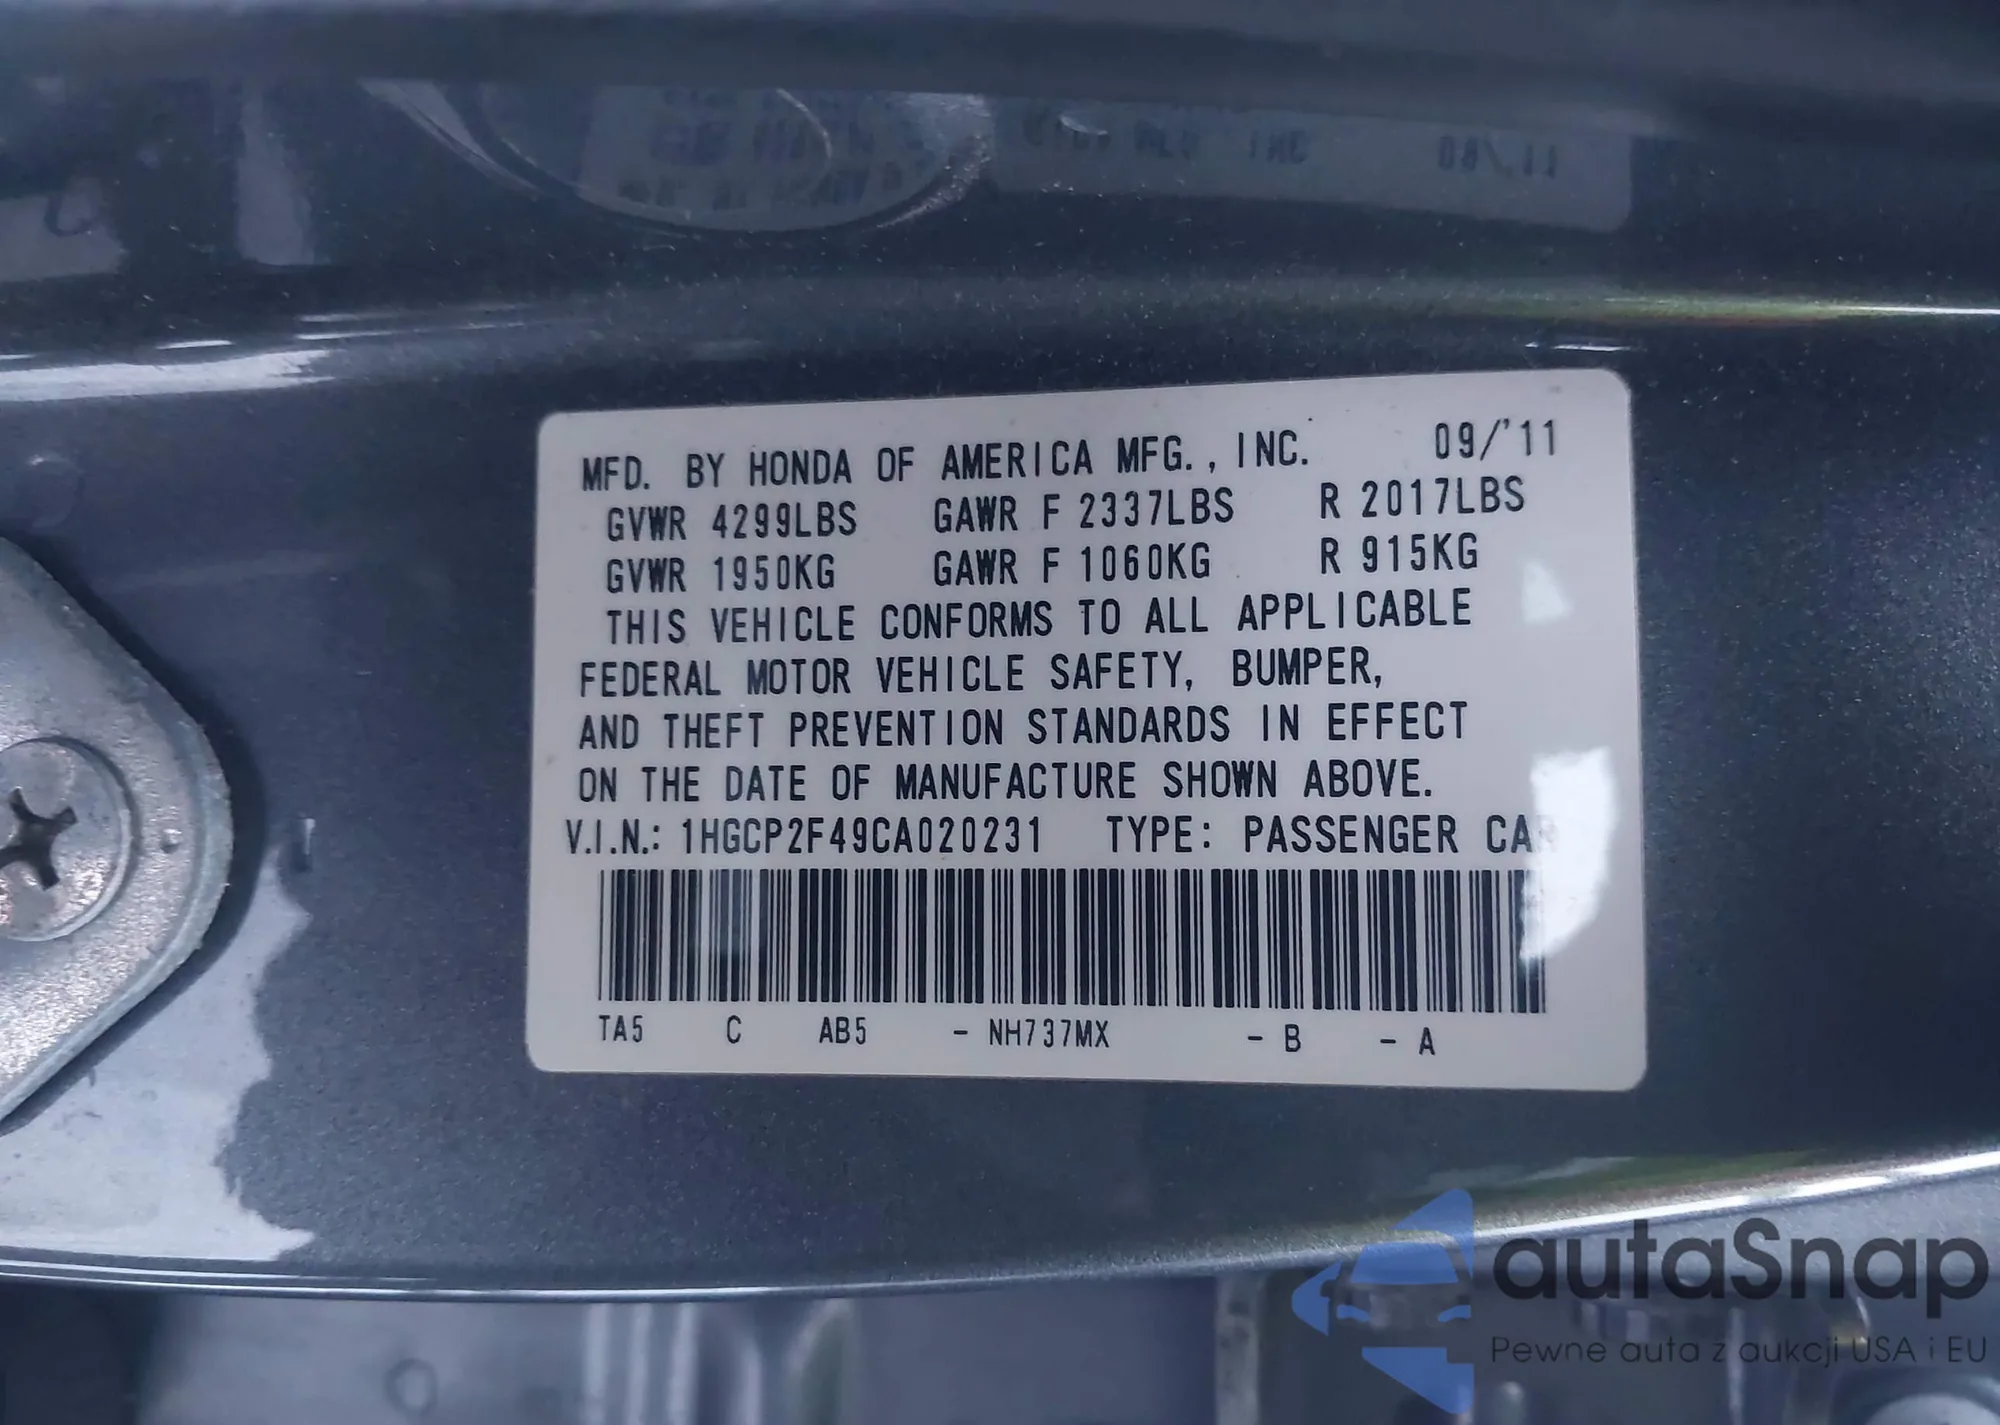 MFD. BY HONDA OF AMERICA MFG., INC. 09/'11
GVWR 4299LBS GAWR F 2337LBS R 2017LBS
GVWR 1950KG GAWR F 1060KG R 915KG
THIS VEHICLE CONFORMS TO ALL APPLICABLE
FEDERAL MOTOR VEHICLE SAFETY, BUMPER,
AND THEFT PREVENTION STANDARDS IN EFFECT
ON THE DATE OF MANUFACTURE SHOWN ABOVE.
V.I.N.: 1HGCP2F49CA020231 TYPE: PASSENGER CAR
TA5 C AB5 - NH737MX - B - A
autaSnap
Pewne auta z aukcji USA i EU